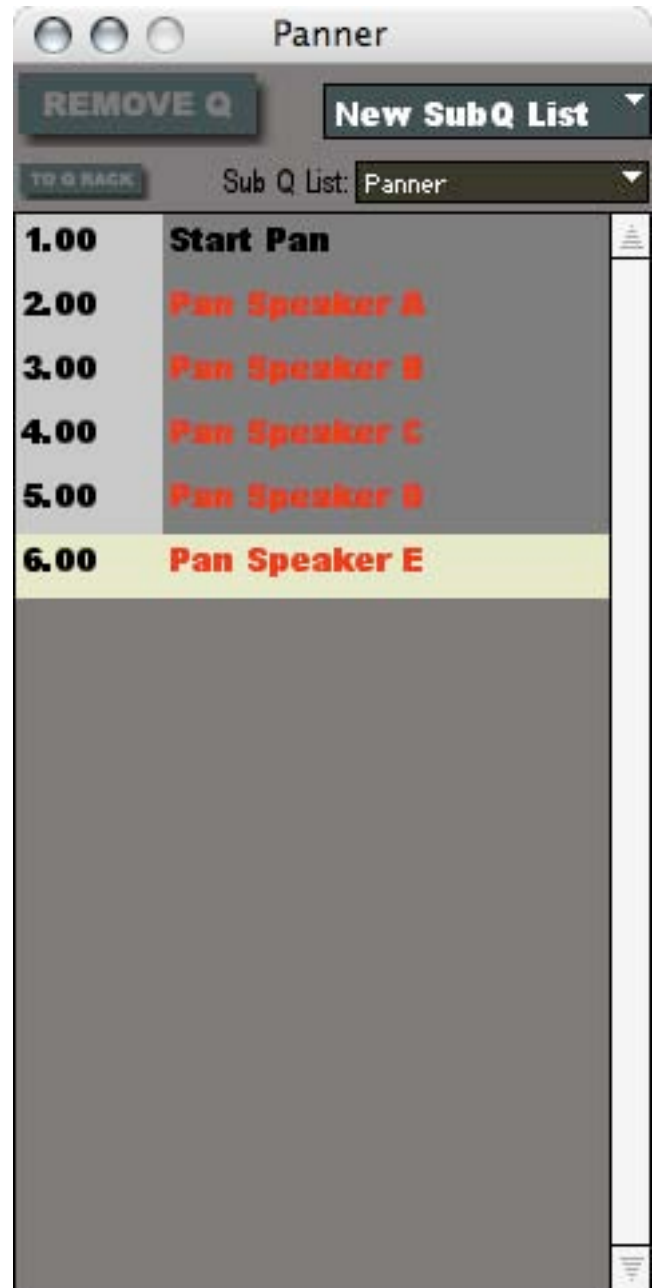 Panner
REMOVE Q
New SubQ List
TO Q RACK
Sub Q List: Panner
1.00 Start Pan
2.00 Pan Speaker A
3.00 Pan Speaker B
4.00 Pan Speaker C
5.00 Pan Speaker D
6.00 Pan Speaker E